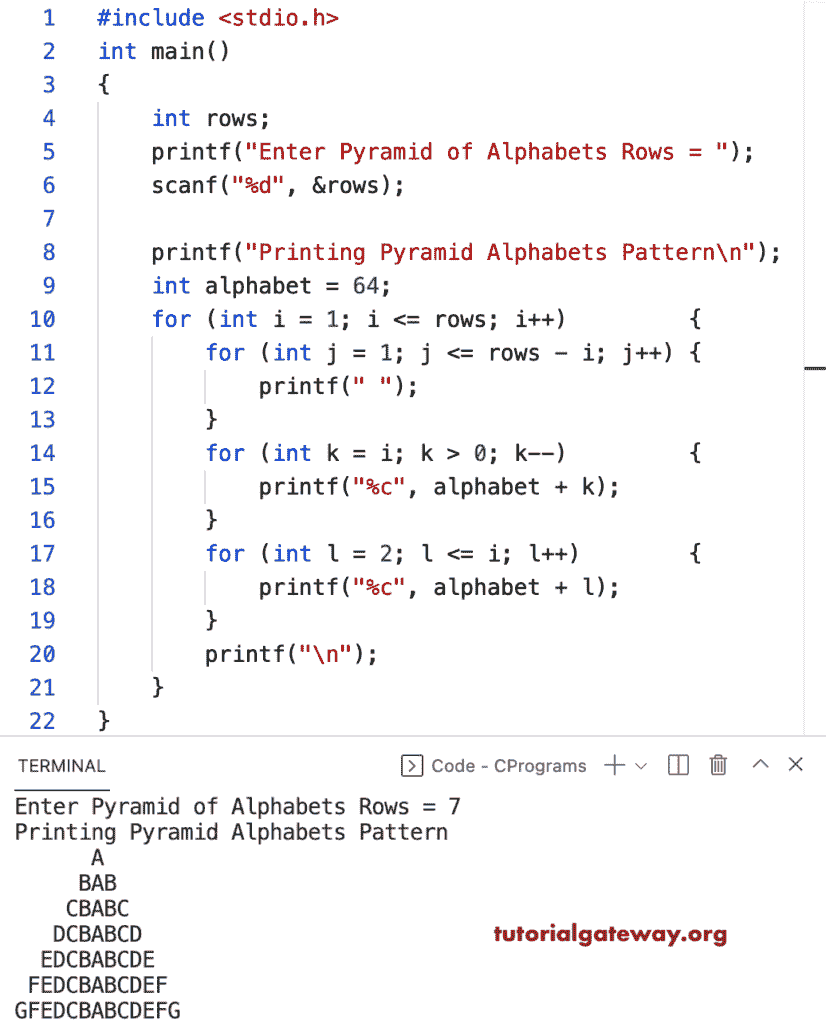 1 #include <stdio.h>
2 int main()
3 {
4     int rows;
5     printf("Enter Pyramid of Alphabets Rows = ");
6     scanf("%d", &rows);
7
8     printf("Printing Pyramid Alphabets Pattern\n");
9     int alphabet = 64;
10     for (int i = 1; i <= rows; i++)         {
11         for (int j = 1; j <= rows - i; j++) {
12             printf(" ");
13         }
14         for (int k = i; k > 0; k--)         {
15             printf("%c", alphabet + k);
16         }
17         for (int l = 2; l <= i; l++)        {
18             printf("%c", alphabet + l);
19         }
20         printf("\n");
21     }
22 }
TERMINAL Code - CPrograms
Enter Pyramid of Alphabets Rows = 7
Printing Pyramid Alphabets Pattern
      A
     BAB
    CBABC
   DCBABCD
tutorialgateway.org
  EDCBABCDE
 FEDCBABCDEF
GFEDCBABCDEFG